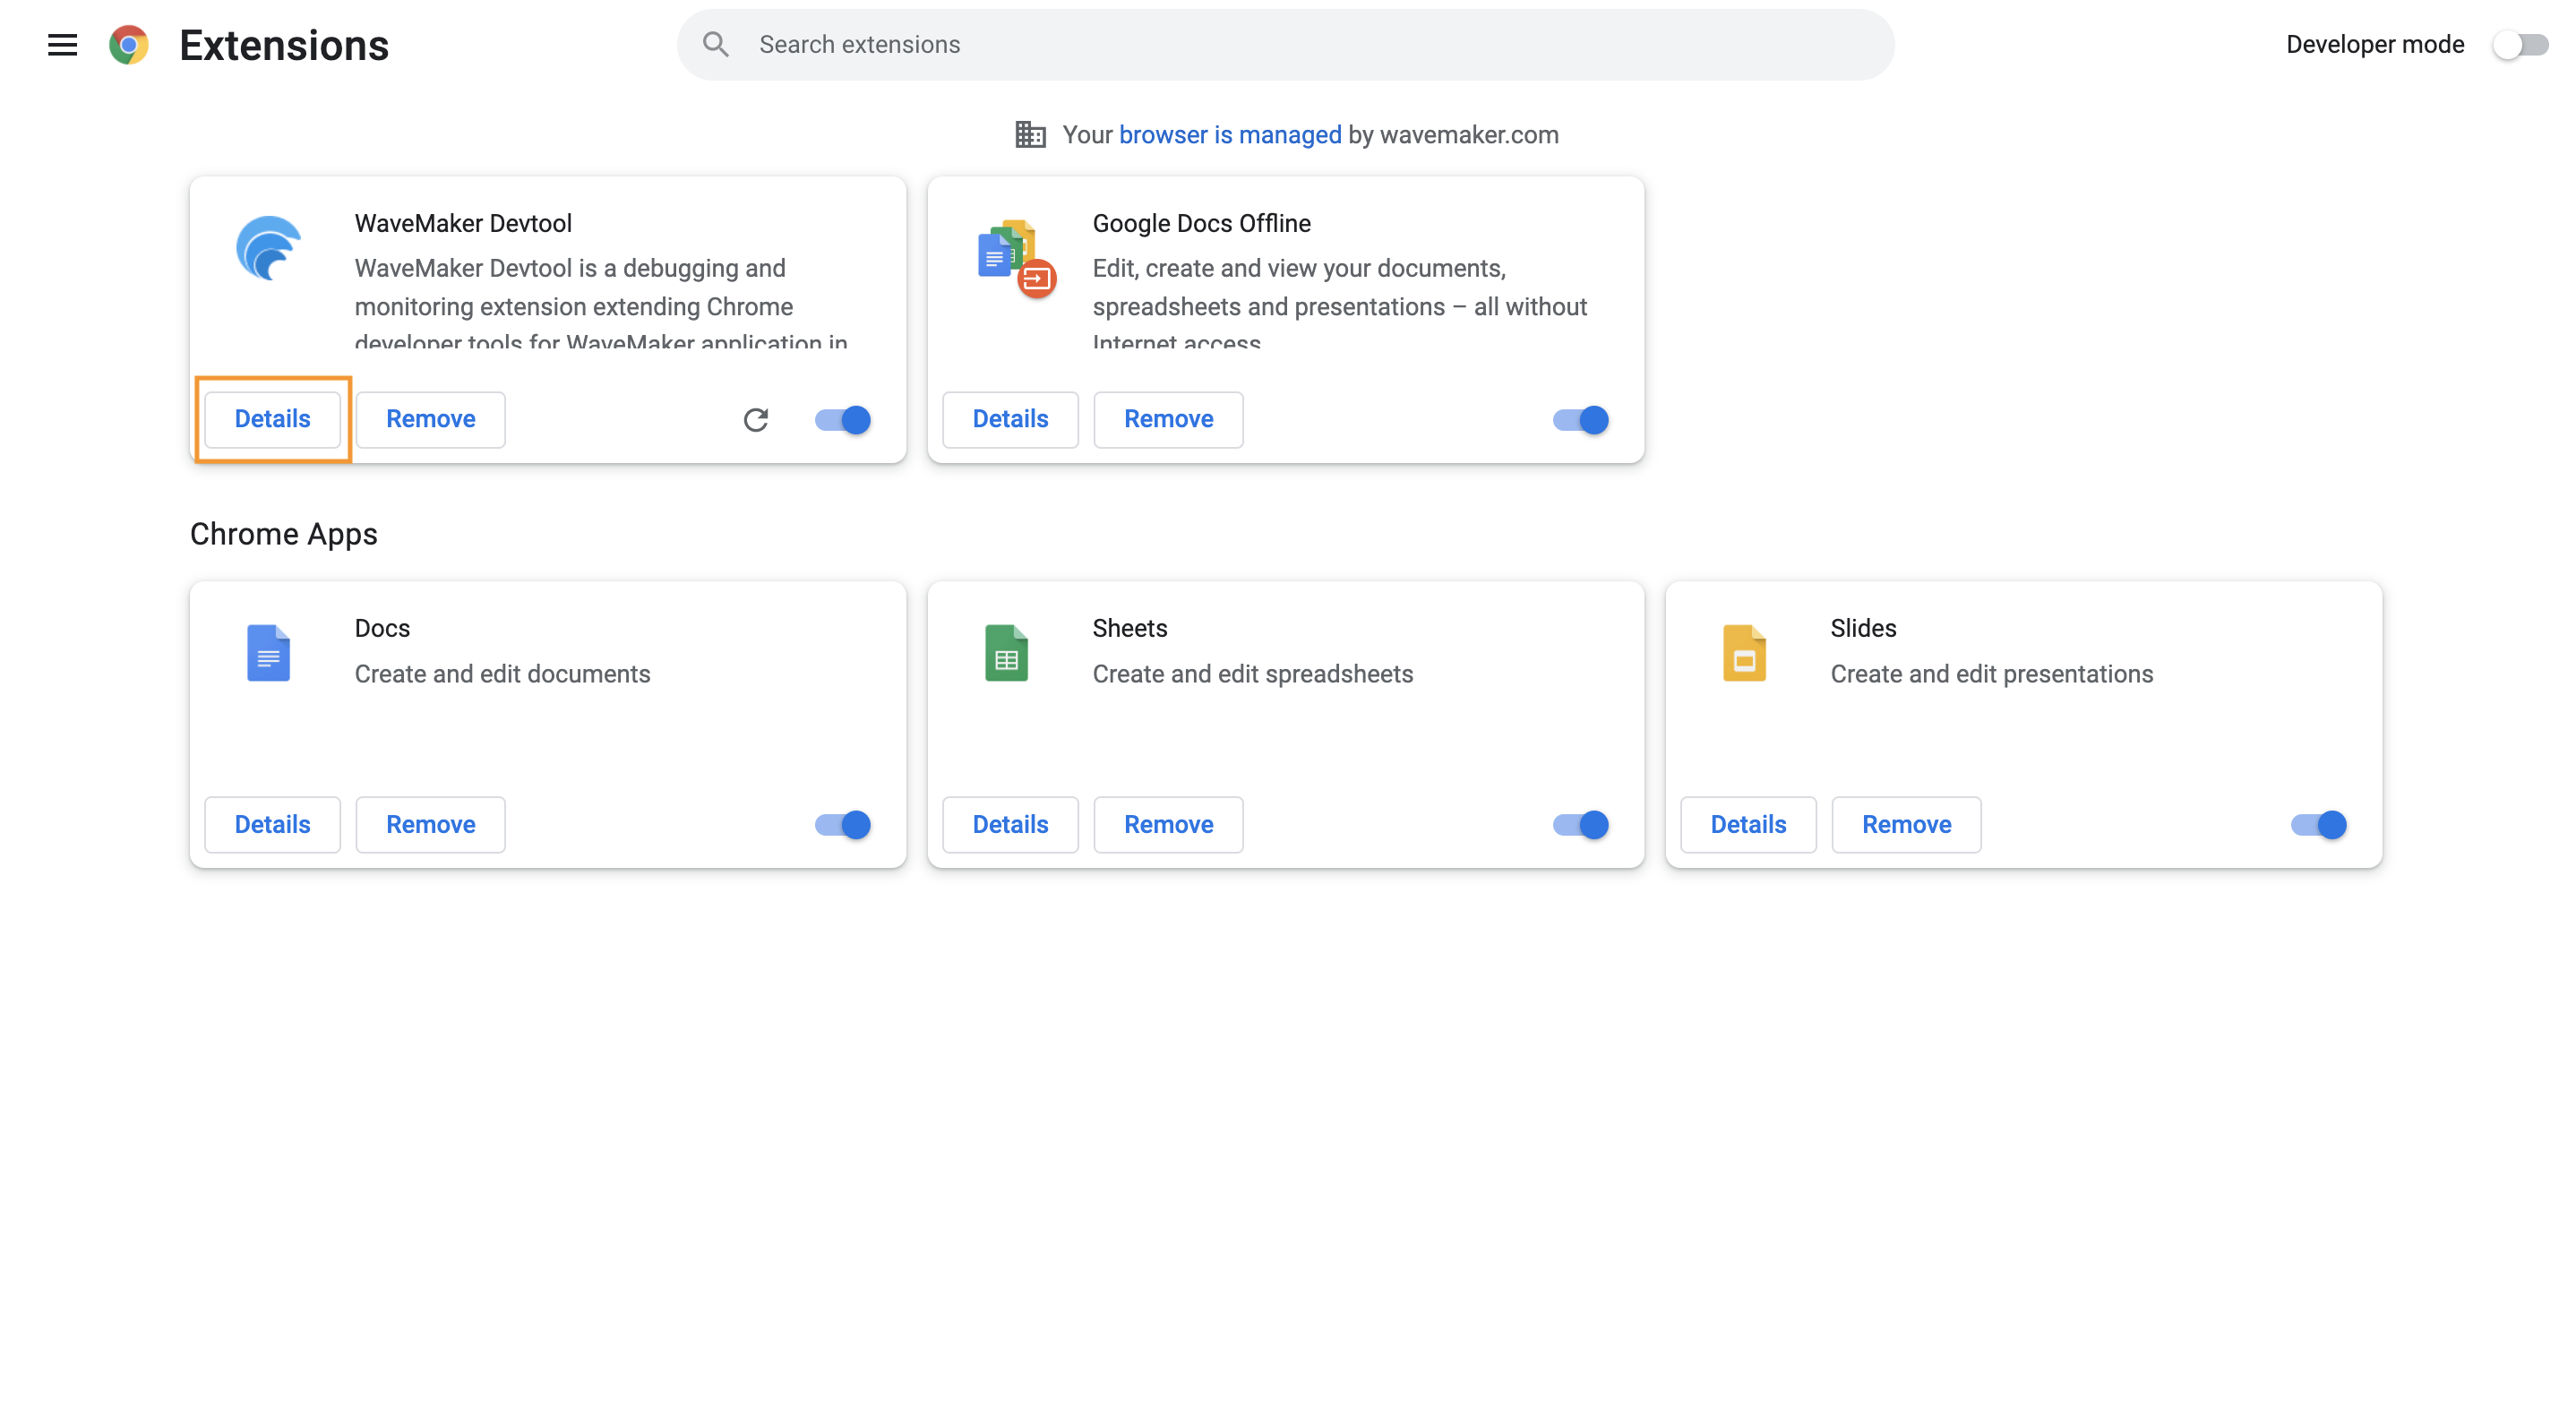 Extensions
Search extensions
Developer mode
Your browser is managed by wavemaker.com
WaveMaker Devtool
WaveMaker Devtool is a debugging and
monitoring extension extending Chrome
developer tools for WaveMaker application in
Details
Remove
Google Docs Offline
Edit, create and view your documents,
spreadsheets and presentations – all without
Internet access
Details
Remove
Chrome Apps
Docs
Create and edit documents
Details
Remove
Sheets
Create and edit spreadsheets
Details
Remove
Slides
Create and edit presentations
Details
Remove